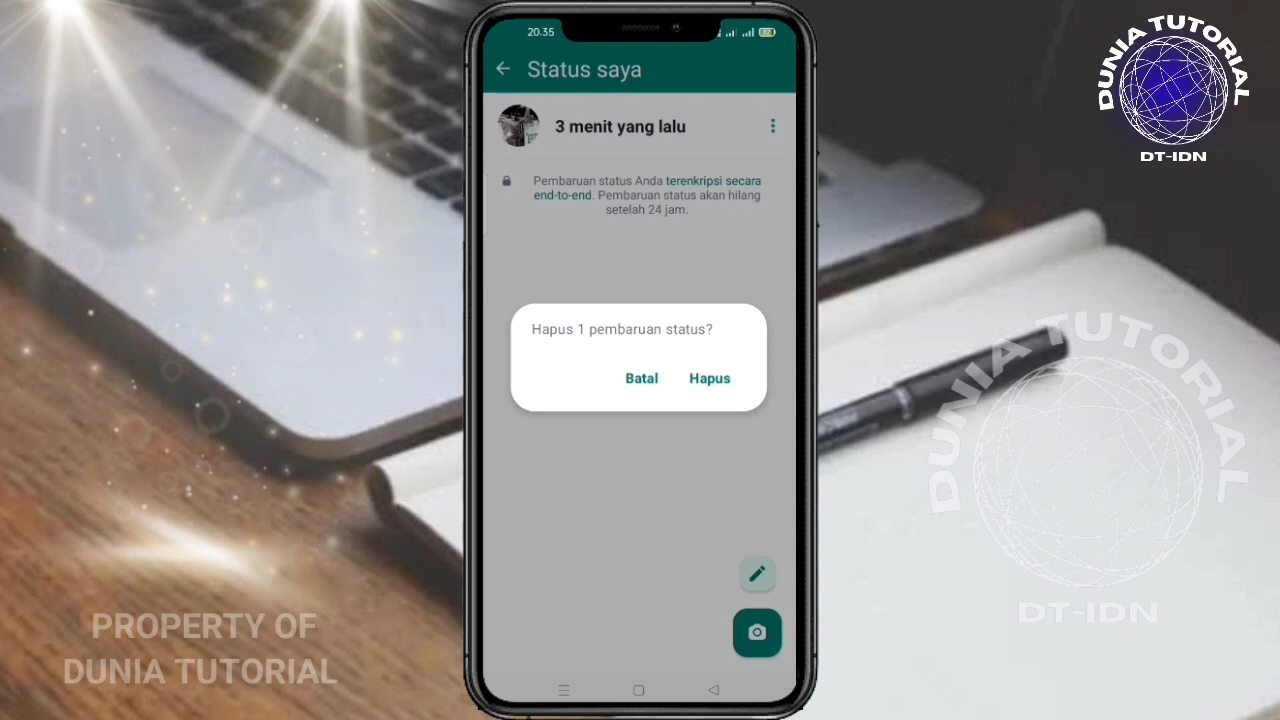 20.35
Status saya
3 menit yang lalu
Pembaruan status Anda terenkripsi secara
end-to-end. Pembaruan status akan hilang
setelah 24 jam.
Hapus 1 pembaruan status?
Batal Hapus
DUNIA TUTORIAL
DT-IDN
DUNIA TUTORIAL
DT-IDN
PROPERTY OF
DUNIA TUTORIAL